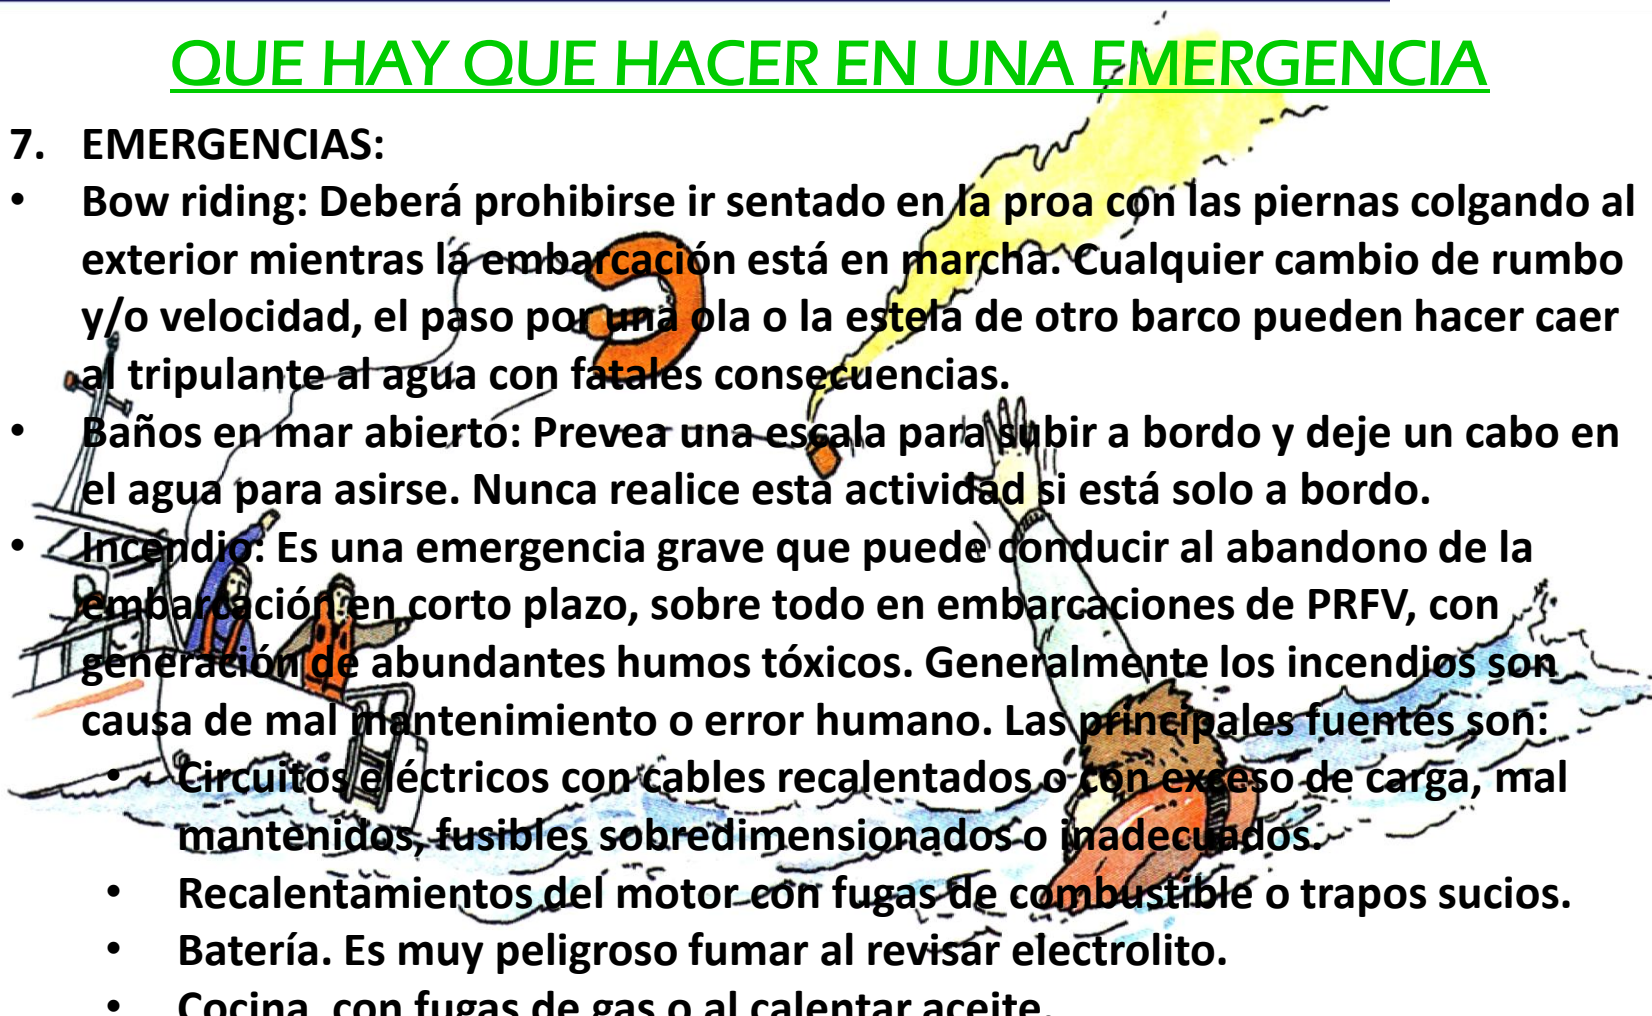 QUE HAY QUE HACER EN UNA EMERGENCIA
7. EMERGENCIAS:
• Bow riding: Deberá prohibirse ir sentado en la proa con las piernas colgando al
exterior mientras la embarcación está en marcha. Cualquier cambio de rumbo
y/o velocidad, el paso por una ola o la estela de otro barco pueden hacer caer
al tripulante al agua con fatales consecuencias.
• Baños en mar abierto: Prevea una escala para subir a bordo y deje un cabo en
el agua para asirse. Nunca realice esta actividad si está solo a bordo.
• Incendio: Es una emergencia grave que puede conducir al abandono de la
embarcación en corto plazo, sobre todo en embarcaciones de PRFV, con
generación de abundantes humos tóxicos. Generalmente los incendios son
causa de mal mantenimiento o error humano. Las principales fuentes son:
• Circuitos eléctricos con cables recalentados o con exceso de carga, mal
mantenidos, fusibles sobredimensionados o inadecuados.
• Recalentamientos del motor con fugas de combustible o trapos sucios.
• Batería. Es muy peligroso fumar al revisar electrolito.
• Cocina, con fugas de gas o al calentar aceite.